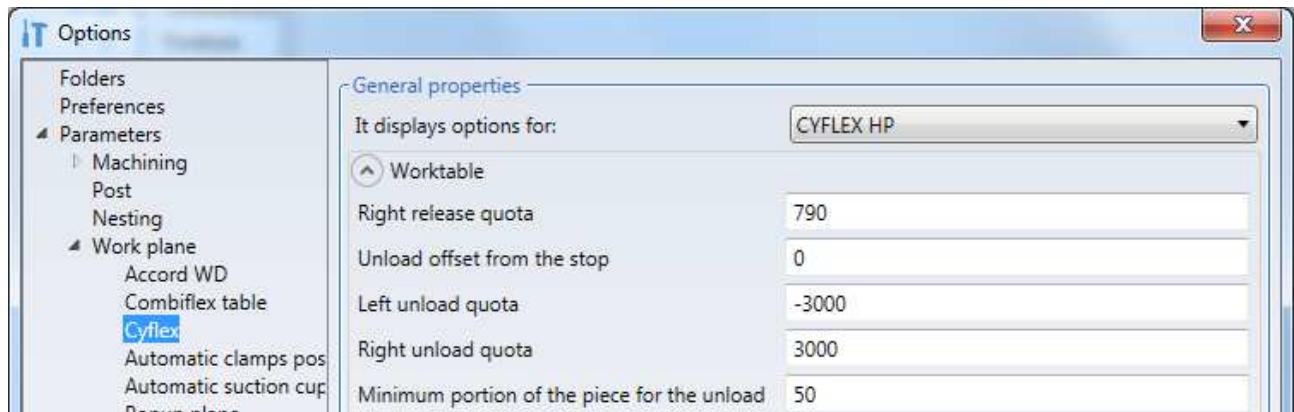 Options
Folders
Preferences
Parameters
Machining
Post
Nesting
Work plane
Accord WD
Combiflex table
Cyflex
Automatic clamps pos
Automatic suction cup
General properties
It displays options for: CYFLEX HP
Worktable
Right release quota 790
Unload offset from the stop 0
Left unload quota -3000
Right unload quota 3000
Minimum portion of the piece for the unload 50